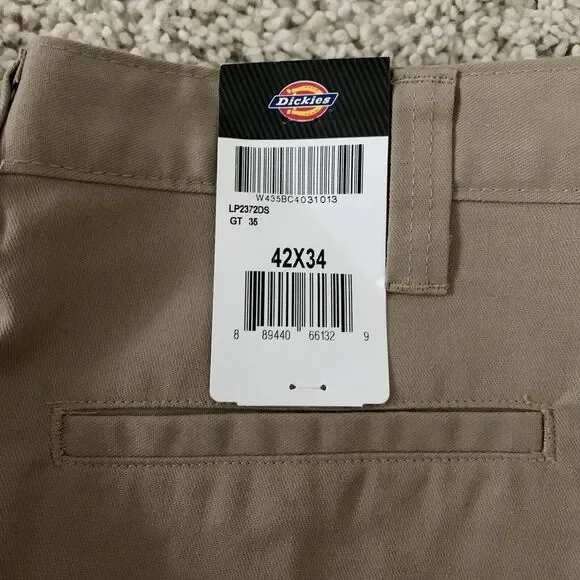 Dickies
W435BC4031013
LP2372DS
GT 35
42X34
8 89440 66132 9